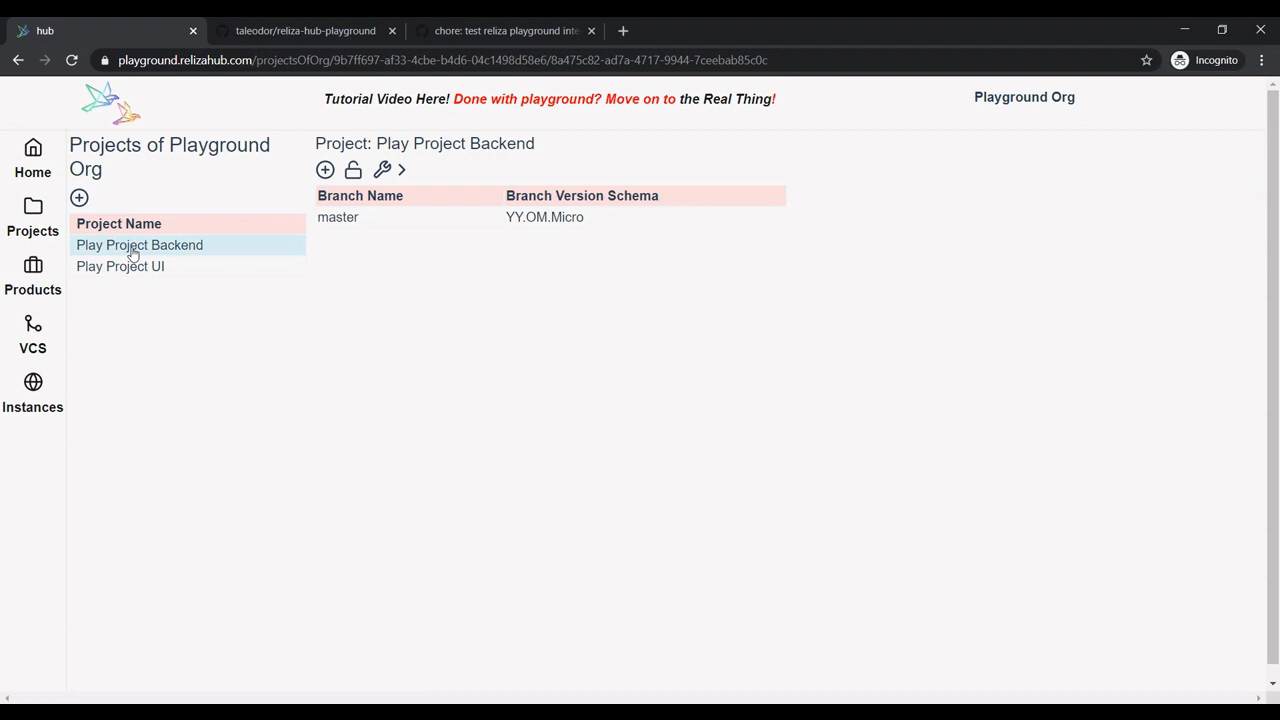 hub
taleodor/reliza-hub-playground
chore: test reliza playground inte
playground.relizahub.com/projectsOfOrg/9b7ff697-af33-4cbe-b4d6-04c1498d58e6/8a475c82-ad7a-4717-9944-7ceebab85c0c
Incognito
Tutorial Video Here! Done with playground? Move on to the Real Thing!
Playground Org
Home
Projects
Products
VCS
Instances
Projects of Playground
Org
Project Name
Play Project Backend
Play Project UI
Project: Play Project Backend
Branch Name Branch Version Schema
master YY.OM.Micro